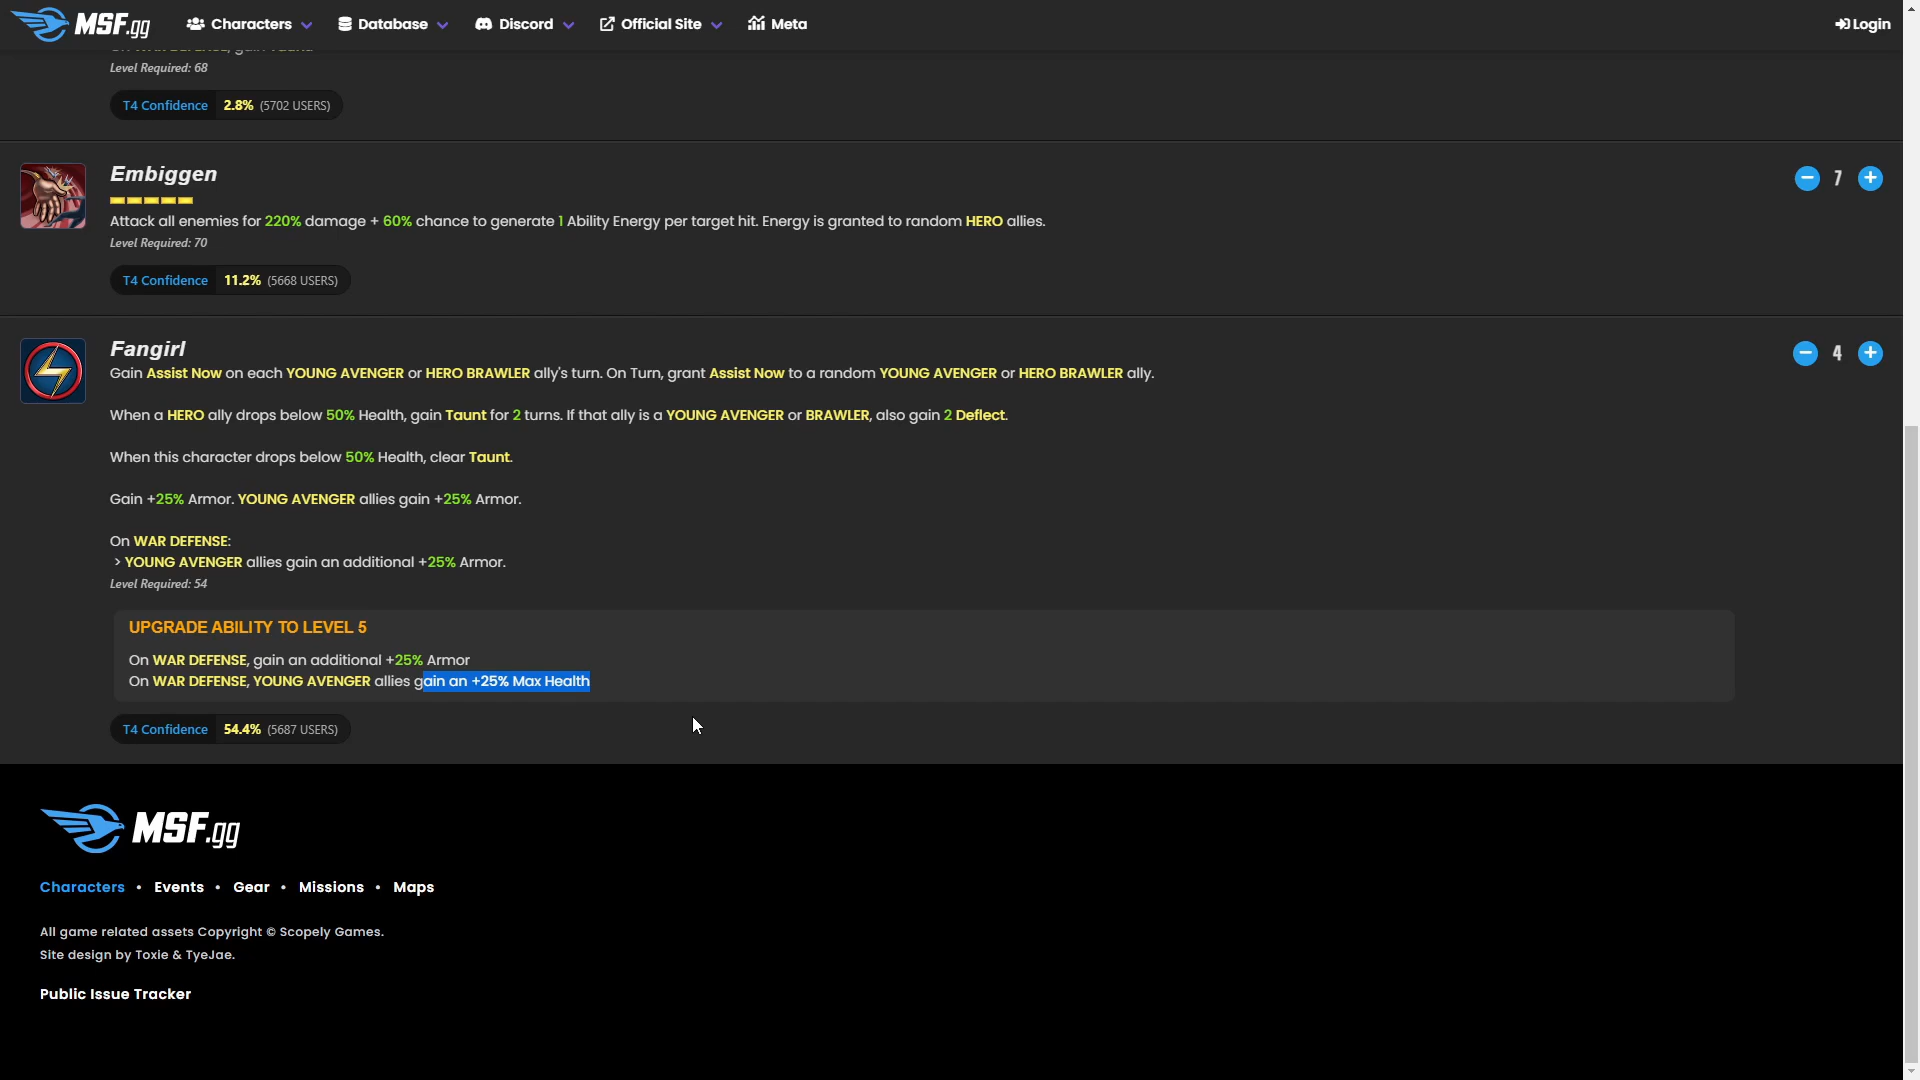 MSF.gg Characters Database Discord Official Site Meta Login
Level Required: 68
T4 Confidence 2.8% (5702 USERS)
Embiggen
7
Attack all enemies for 220% damage + 60% chance to generate 1 Ability Energy per target hit. Energy is granted to random HERO allies.
Level Required: 70
T4 Confidence 11.2% (5668 USERS)
Fangirl
4
Gain Assist Now on each YOUNG AVENGER or HERO BRAWLER ally's turn. On Turn, grant Assist Now to a random YOUNG AVENGER or HERO BRAWLER ally.
When a HERO ally drops below 50% Health, gain Taunt for 2 turns. If that ally is a YOUNG AVENGER or BRAWLER, also gain 2 Deflect.
When this character drops below 50% Health, clear Taunt.
Gain +25% Armor. YOUNG AVENGER allies gain +25% Armor.
On WAR DEFENSE:
> YOUNG AVENGER allies gain an additional +25% Armor.
Level Required: 54
UPGRADE ABILITY TO LEVEL 5
On WAR DEFENSE, gain an additional +25% Armor
On WAR DEFENSE, YOUNG AVENGER allies gain an +25% Max Health
T4 Confidence 54.4% (5687 USERS)
MSF.gg
Characters • Events • Gear • Missions • Maps
All game related assets Copyright © Scopely Games.
Site design by Toxie & TyeJae.
Public Issue Tracker